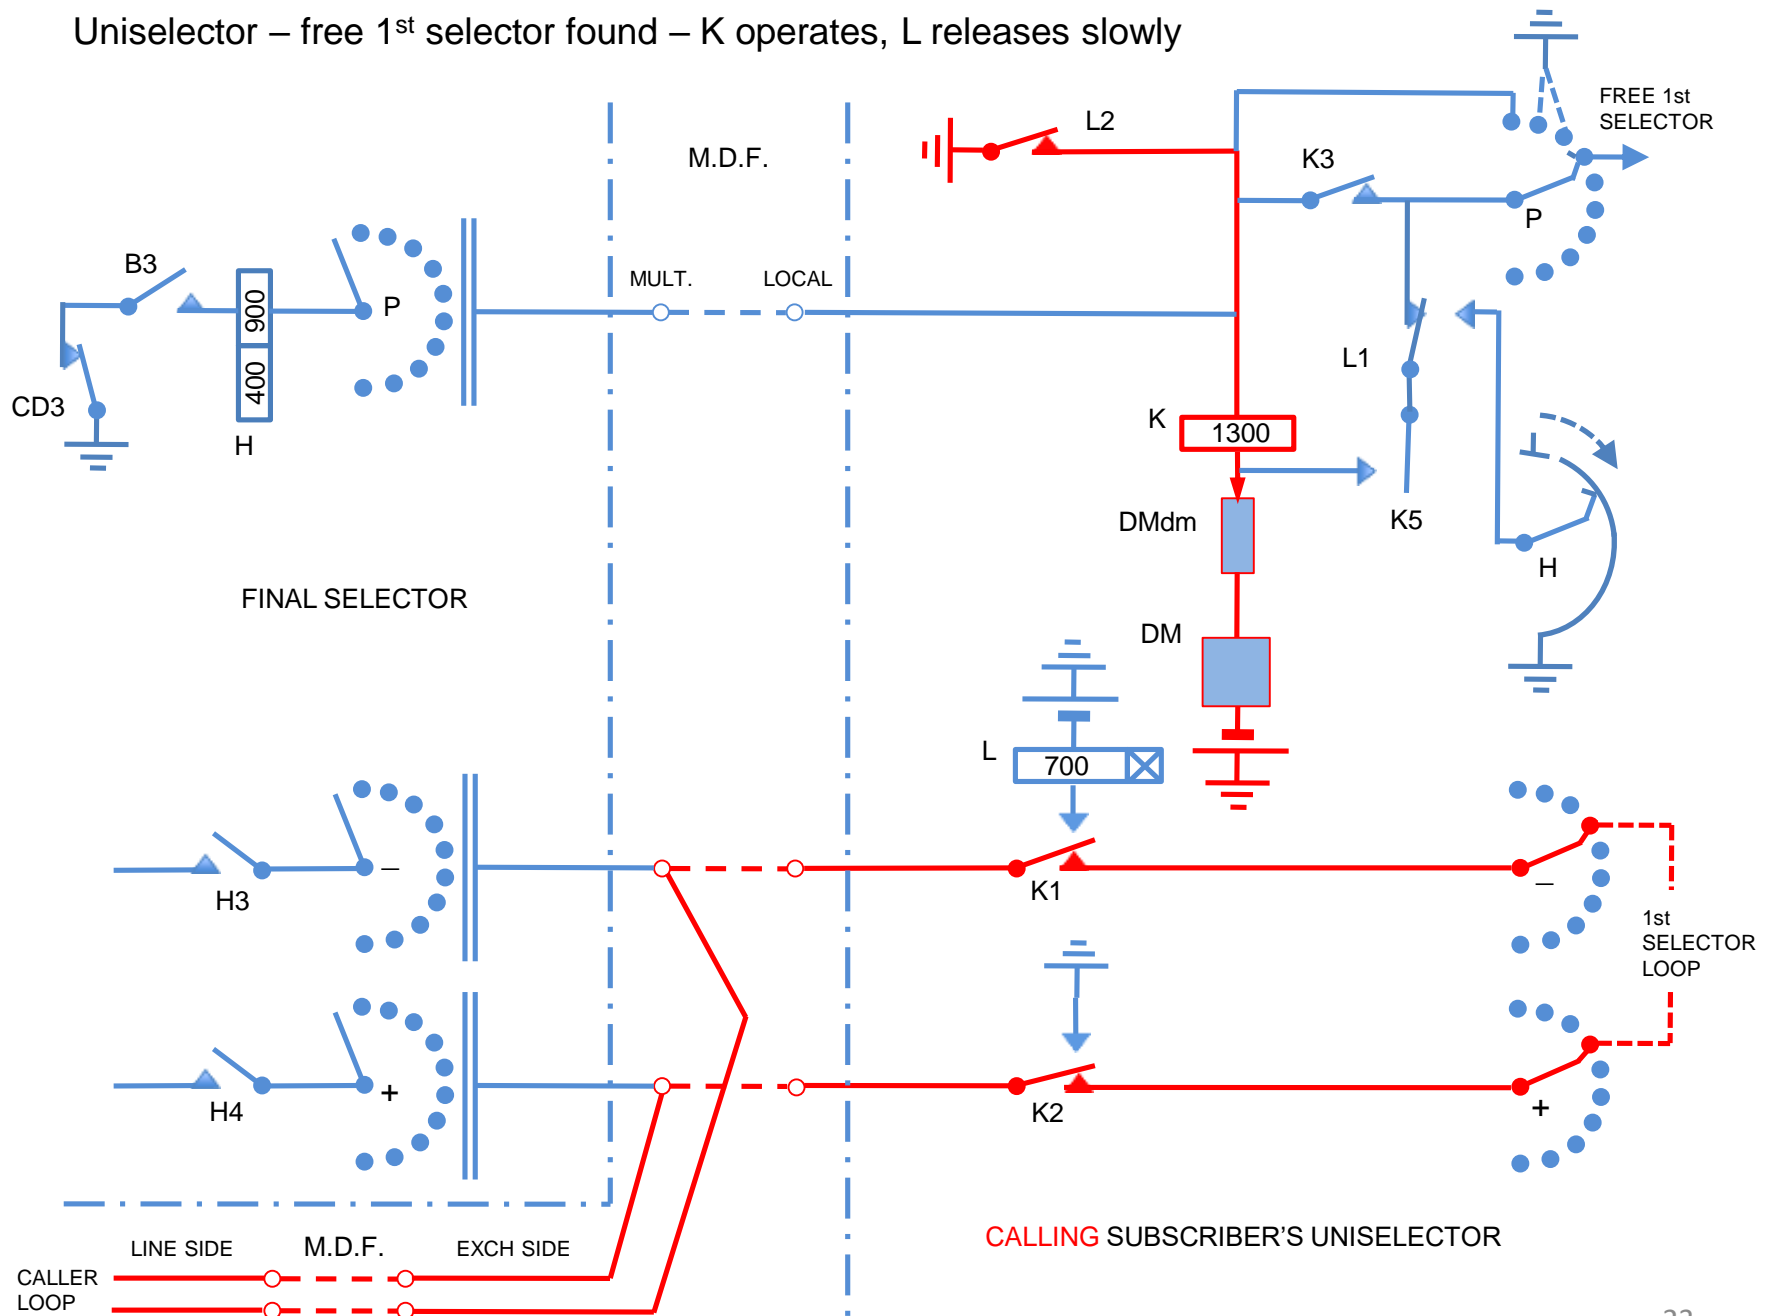 Uniselector – free 1st selector found – K operates, L releases slowly
FREE 1st
SELECTOR
L2
M.D.F.
K3
P
B3
MULT.
LOCAL
900
400
P
L1
CD3
H
K
1300
DMdm
K5
H
FINAL SELECTOR
DM
L
700
–
H3
K1
–
1st
SELECTOR
LOOP
+
H4
K2
+
LINE SIDE
M.D.F.
EXCH SIDE
CALLING SUBSCRIBER'S UNISELECTOR
CALLER
LOOP